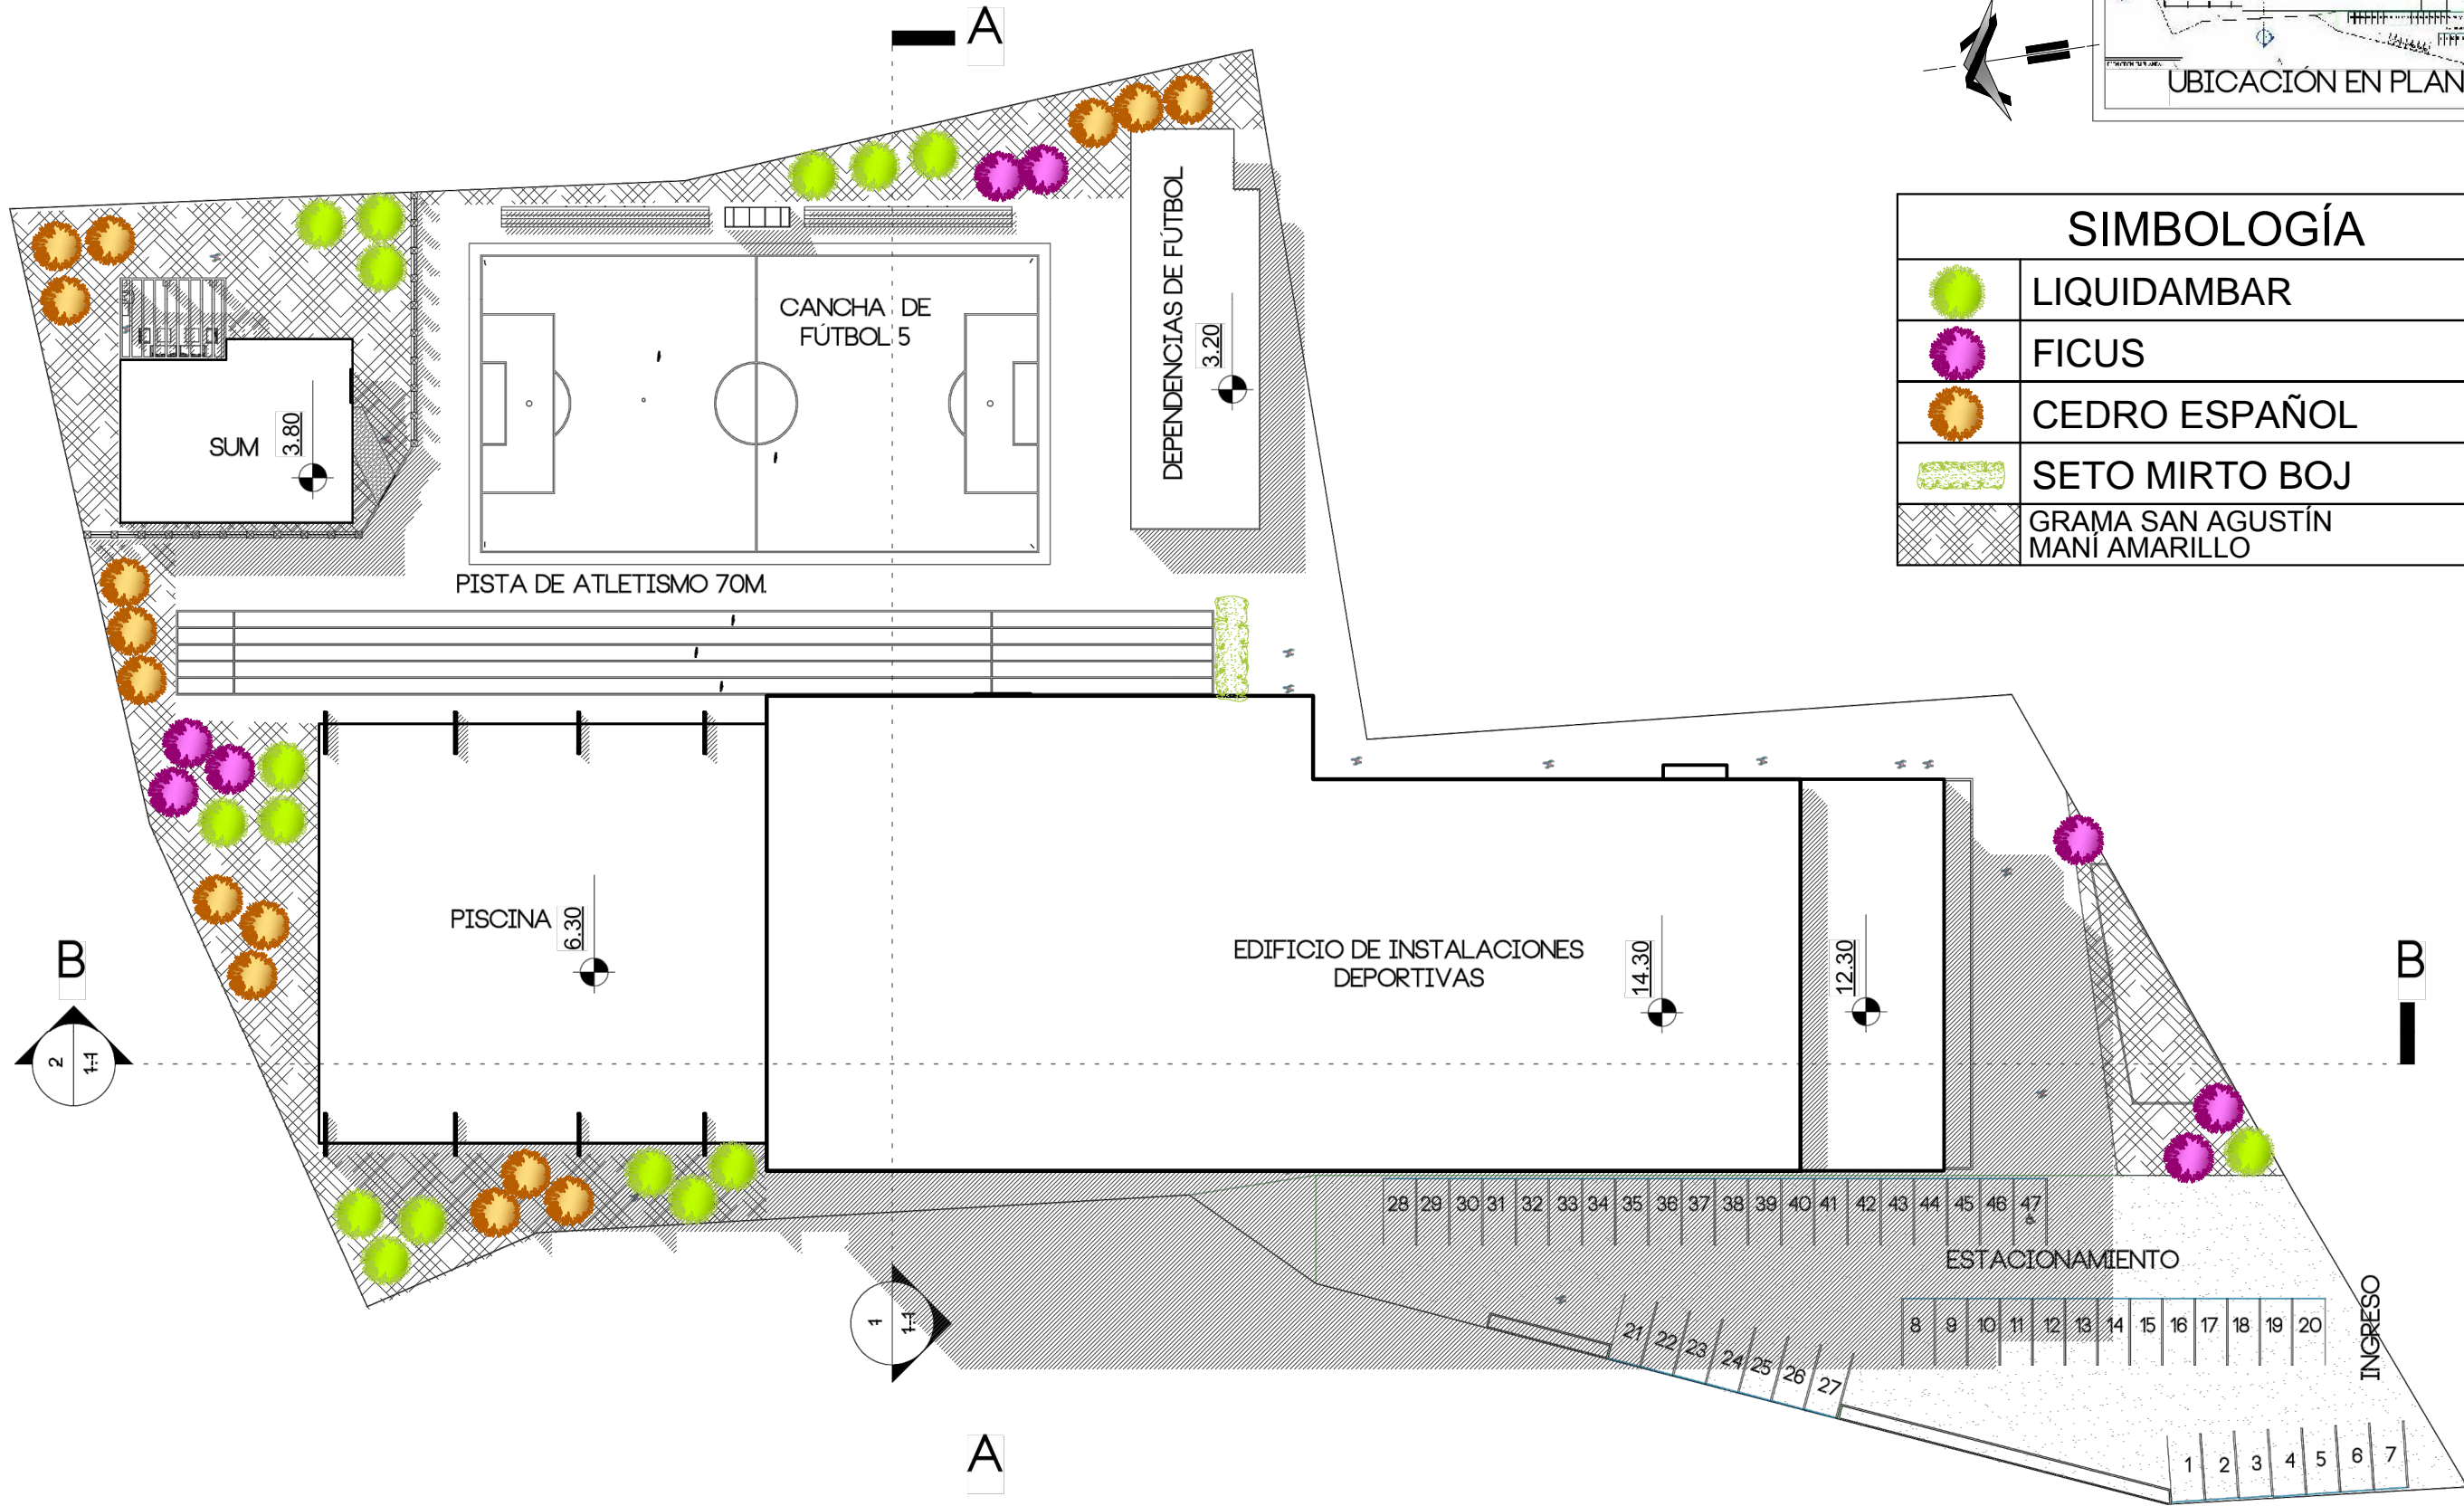 A
UBICACIÓN EN PLAN
SIMBOLOGÍA
LIQUIDAMBAR
FICUS
CEDRO ESPAÑOL
SETO MIRTO BOJ
GRAMA SAN AGUSTÍN
MANÍ AMARILLO
CANCHA DE
FÚTBOL 5
DEPENDENCIAS DE FÚTBOL
3.20
SUM
3.80
PISTA DE ATLETISMO 70M.
PISCINA
6.30
EDIFICIO DE INSTALACIONES
DEPORTIVAS
14.30
12.30
B
2
1.1
B
28 29 30 31 32 33 34 35 36 37 38 39 40 41 42 43 44 45 46 47
ESTACIONAMIENTO
INGRESO
8 9 10 11 12 13 14 15 16 17 18 19 20
21 22 23 24 25 26 27
1
1.1
1 2 3 4 5 6 7
A